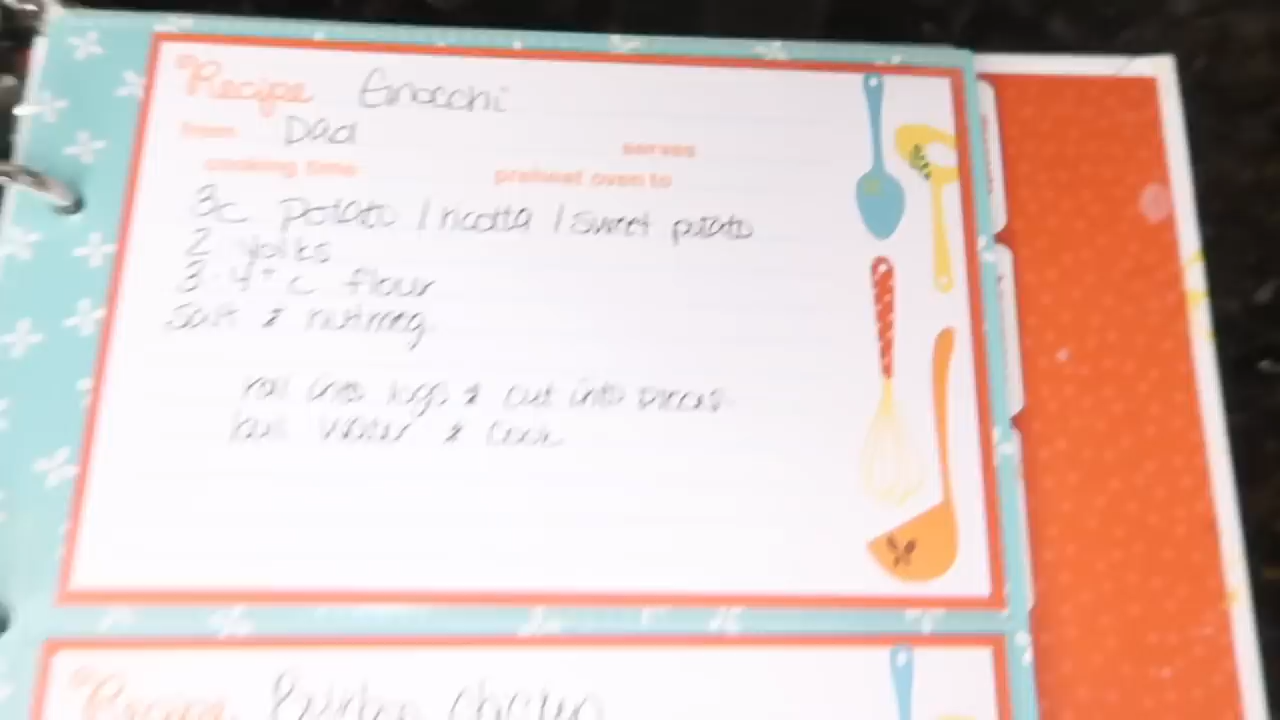 Recipe Gnocchi
from Dad
serves
cooking time
preheat oven to
3c potato / ricotta / sweet potato
2 yolks
3-4+ c flour
salt & nutmeg
roll into logs & cut into pieces
boil water & cook
Recipe